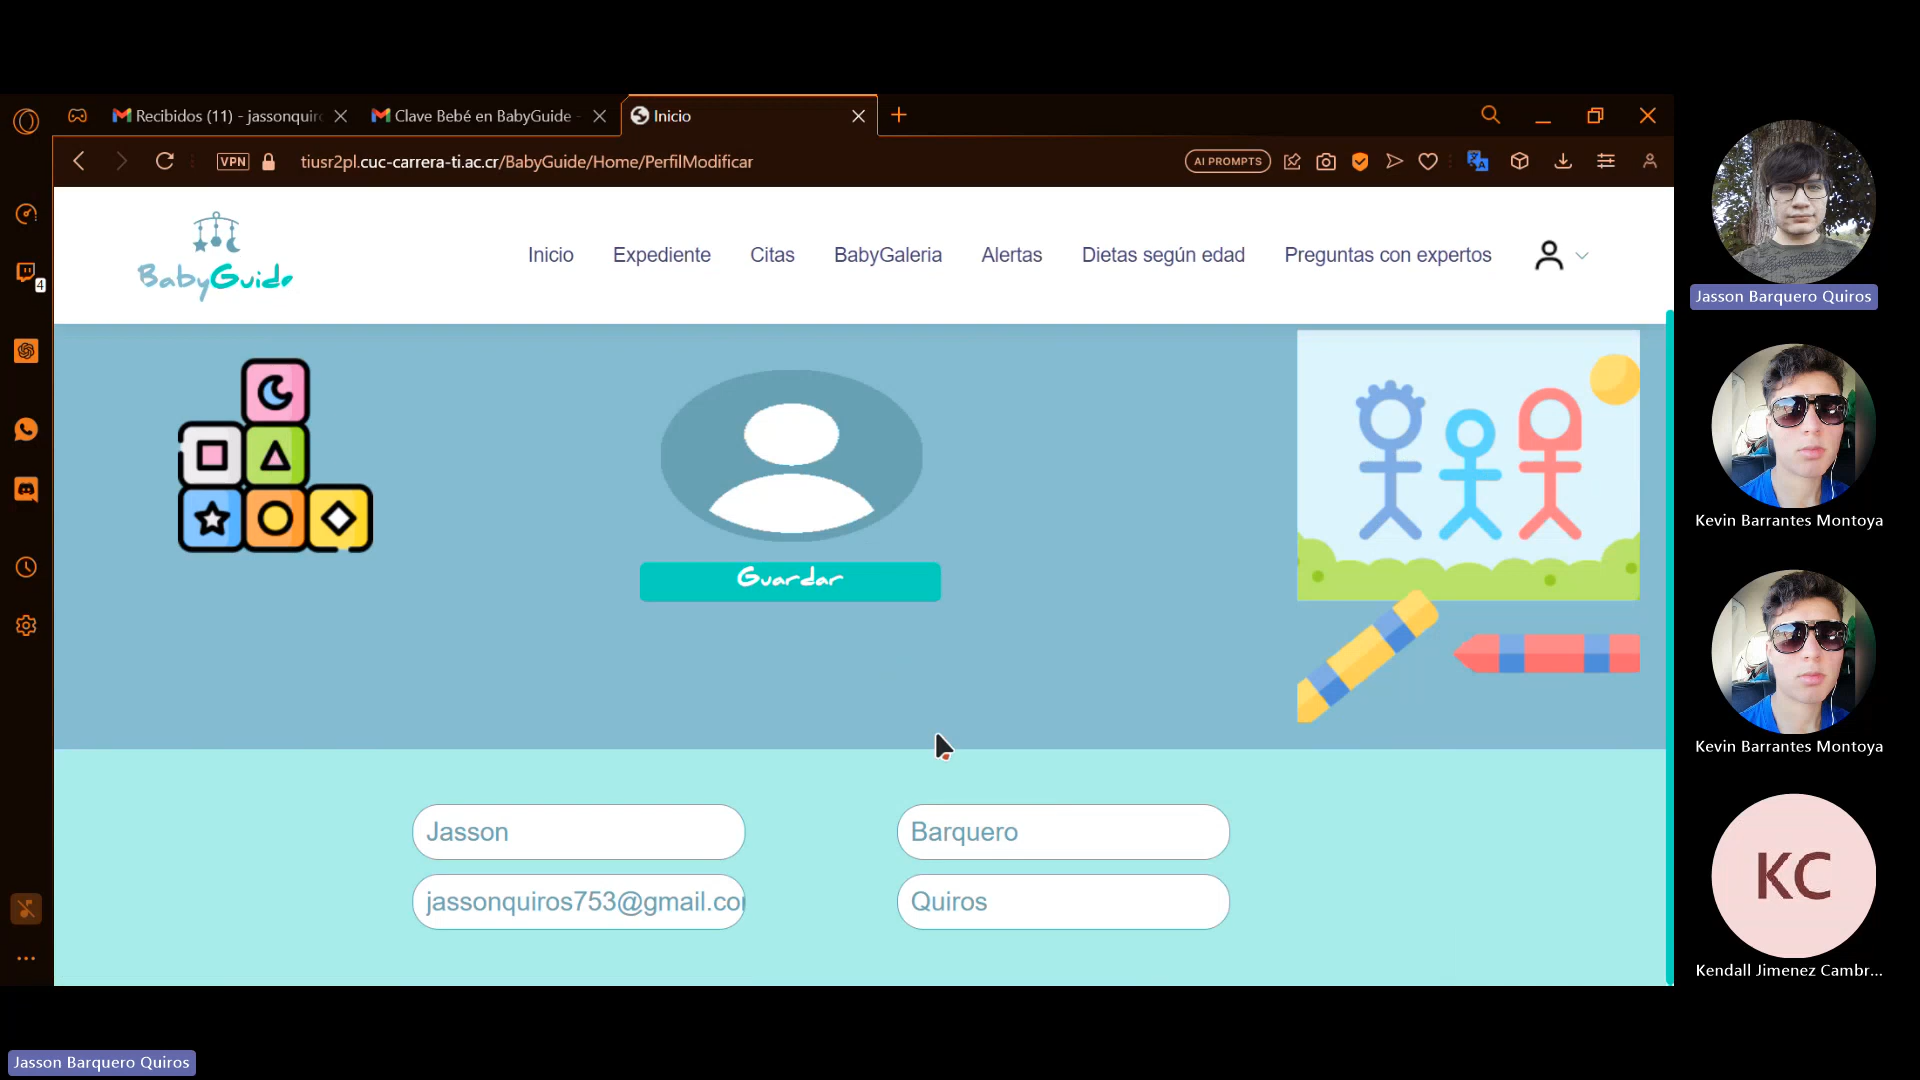 Recibidos (11) - jassonquir
Clave Bebé en BabyGuide -
Inicio
VPN
tiusr2pl.cuc-carrera-ti.ac.cr/BabyGuide/Home/PerfilModificar
AI PROMPTS
4
BabyGuide
Inicio
Expediente
Citas
BabyGaleria
Alertas
Dietas según edad
Preguntas con expertos
Guardar
Jasson
Barquero
jassonquiros753@gmail.co
Quiros
Jasson Barquero Quiros
Kevin Barrantes Montoya
Kevin Barrantes Montoya
KC
Kendall Jimenez Cambr...
Jasson Barquero Quiros